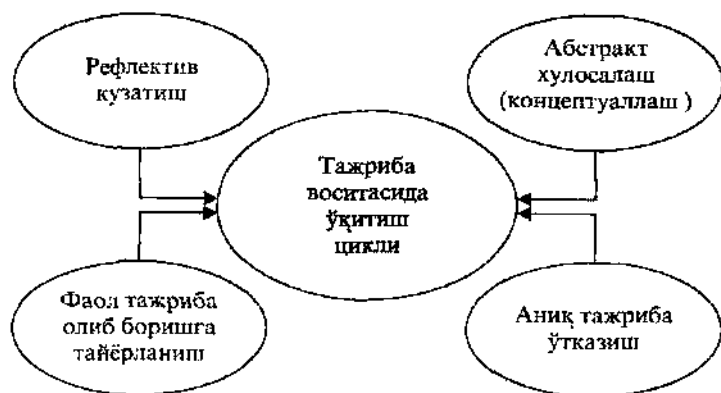 Рефлектив
кузатиш
Абстракт
хулосалаш
(концептуаллаш )
Тажриба
воситасида
ўқитиш
цикли
Фаол тажриба
олиб боришга
тайёрланиш
Аниқ тажриба
ўтказиш